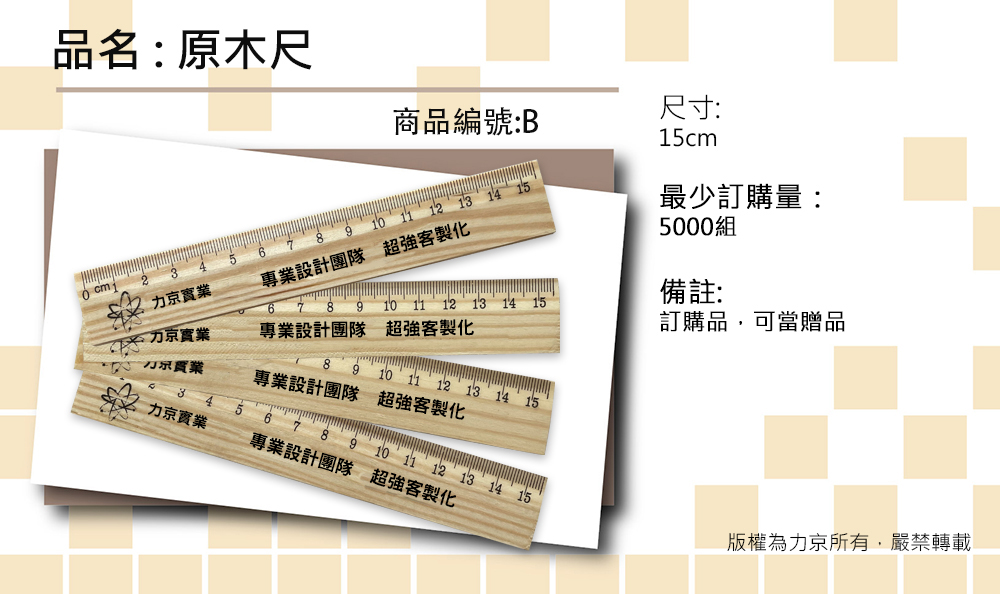 品名：原木尺
商品編號:B
尺寸:
15cm
最少訂購量：
5000組
備註:
訂購品，可當贈品
0 cm 1 2 3 4 5 6 7 8 9 10 11 12 13 14 15
力京實業 專業設計團隊 超強客製化
6 7 8 9 10 11 12 13 14 15
力京實業 專業設計團隊 超強客製化
7 8 9 10 11 12 13 14 15
力京實業 專業設計團隊 超強客製化
2 3 4 5 6 7 8 9 10 11 12 13 14 15
力京實業 專業設計團隊 超強客製化
版權為力京所有，嚴禁轉載